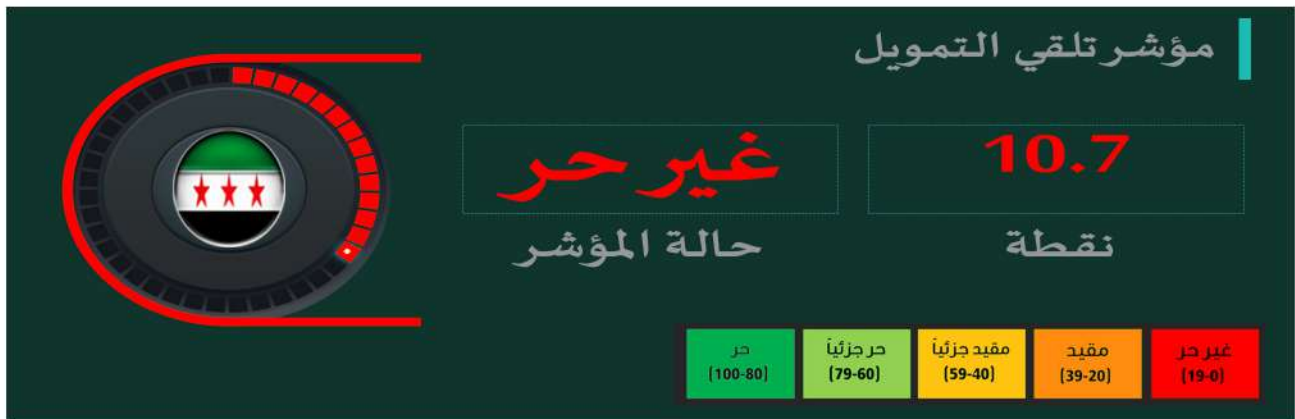 مؤشر تلقي التمويل
10.7
نقطة
غير حر
حالة المؤشر
غير حر
(19-0)
مقيد
(39-20)
مقيد جزئياً
(59-40)
حر جزئياً
(79-60)
حر
(100-80)